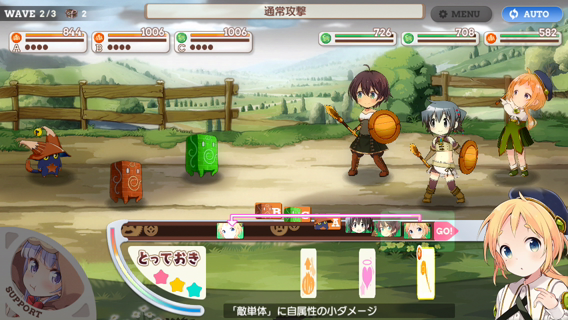 WAVE 2/3 2
通常攻撃
MENU
AUTO
844
1006
1006
726
708
582
A
B
C
B
C
A
GO!
とっておき
SUPPORT
「敵単体」に自属性の小ダメージ